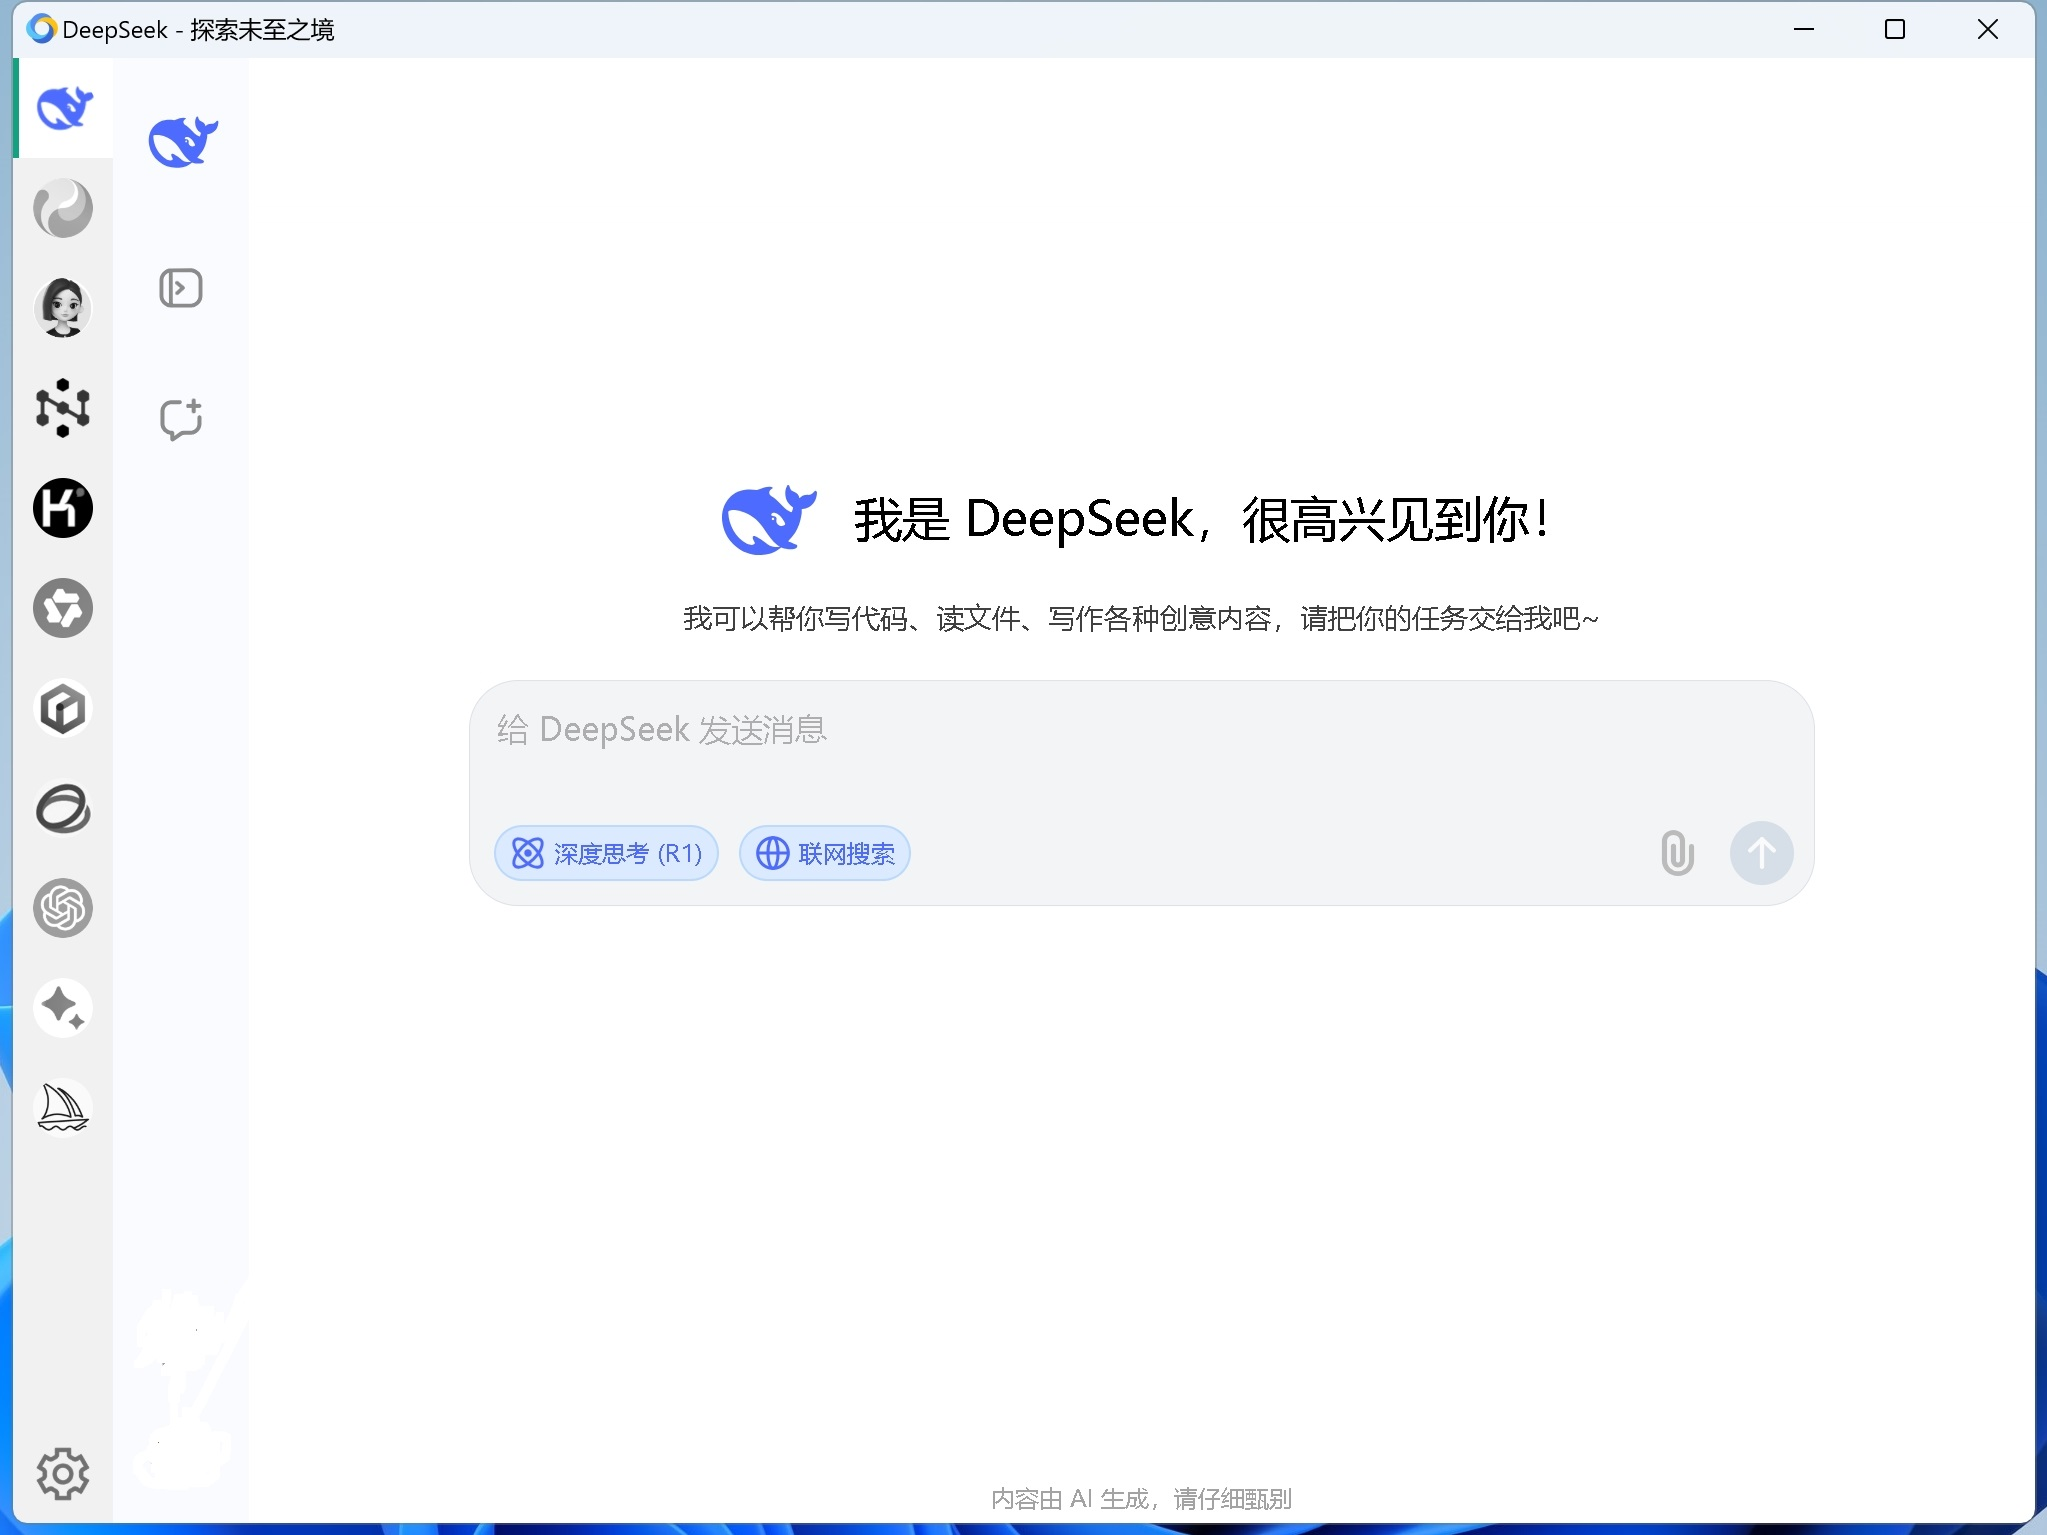 DeepSeek - 探索未至之境
我是 DeepSeek，很高兴见到你！
我可以帮你写代码、读文件、写作各种创意内容，请把你的任务交给我吧~
给 DeepSeek 发送消息
深度思考 (R1)
联网搜索
内容由 AI 生成，请仔细甄别